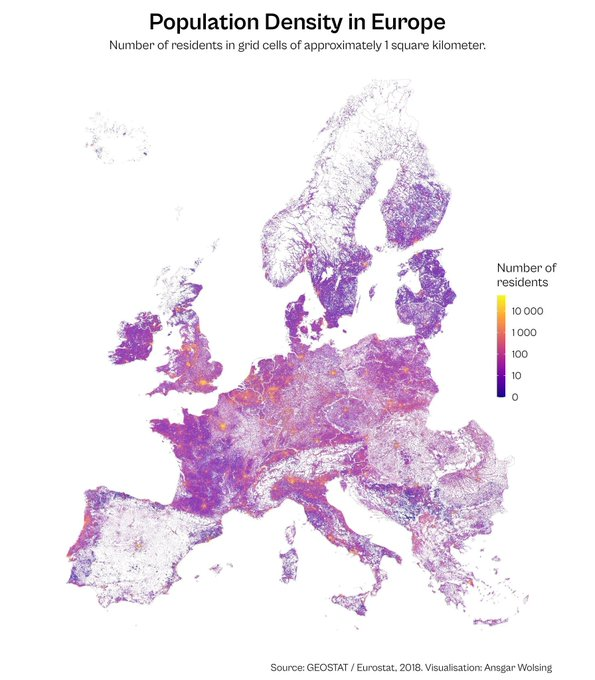 Population Density in Europe
Number of residents in grid cells of approximately 1 square kilometer.
Number of
residents
10 000
1 000
100
10
0
Source: GEOSTAT / Eurostat, 2018. Visualisation: Ansgar Wolsing